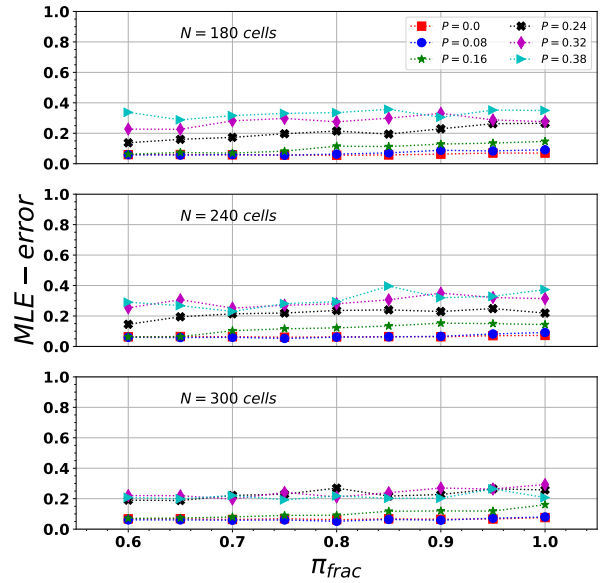 N = 180 cells
P = 0.0
P = 0.08
P = 0.16
P = 0.24
P = 0.32
P = 0.38
1.0
0.8
0.6
0.4
0.2
0.0
N = 240 cells
1.0
0.8
0.6
0.4
0.2
0.0
MLE − error
N = 300 cells
1.0
0.8
0.6
0.4
0.2
0.0
0.6 0.7 0.8 0.9 1.0
π_frac